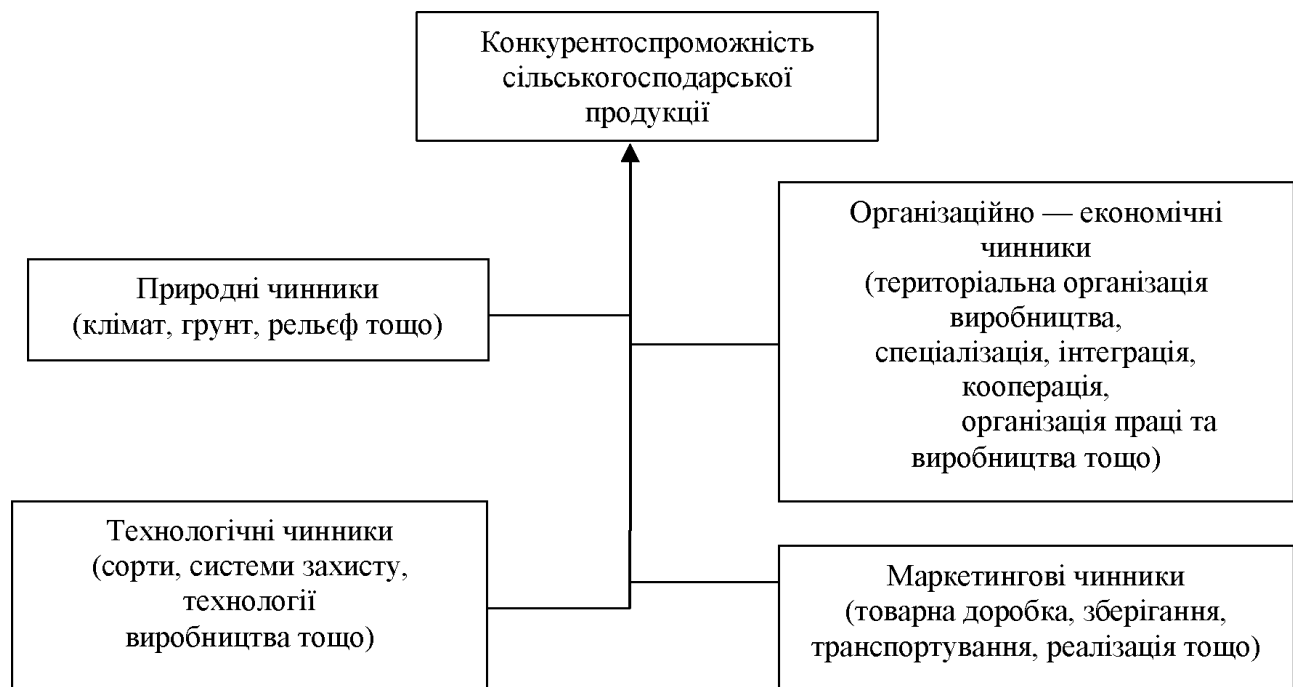 Конкурентоспроможність
сільськогосподарської
продукції
Природні чинники
(клімат, грунт, рельєф тощо)
Організаційно — економічні
чинники
(територіальна організація
виробництва,
спеціалізація, інтеграція,
кооперація,
організація праці та
виробництва тощо)
Технологічні чинники
(сорти, системи захисту,
технології
виробництва тощо)
Маркетингові чинники
(товарна доробка, зберігання,
транспортування, реалізація тощо)